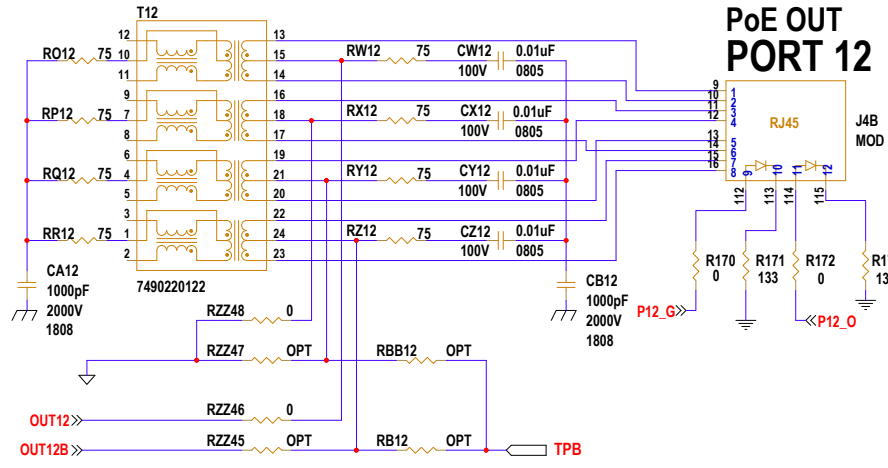 T12
PoE OUT
PORT 12
12
10
11
9
7
8
6
4
5
3
1
2
13
15
14
16
18
17
19
21
20
22
24
23
RO12 75
RP12 75
RQ12 75
RR12 75
RW12 75
CW12 0.01uF
100V 0805
RX12 75
CX12 0.01uF
100V 0805
RY12 75
CY12 0.01uF
100V 0805
RZ12 75
CZ12 0.01uF
100V 0805
9
10
11
12
13
14
15
16
1
2
3
4
5
6
7
8
RJ45
J4B
MOD
9
10
11
12
112
113
114
115
CA12
1000pF
2000V
1808
7490220122
CB12
1000pF
2000V
1808
R170
0
R171
133
R172
0
P12_G
P12_O
RZZ48 0
RZZ47 OPT
RBB12 OPT
RZZ46 0
OUT12
RZZ45 OPT
OUT12B
RB12 OPT
TPB